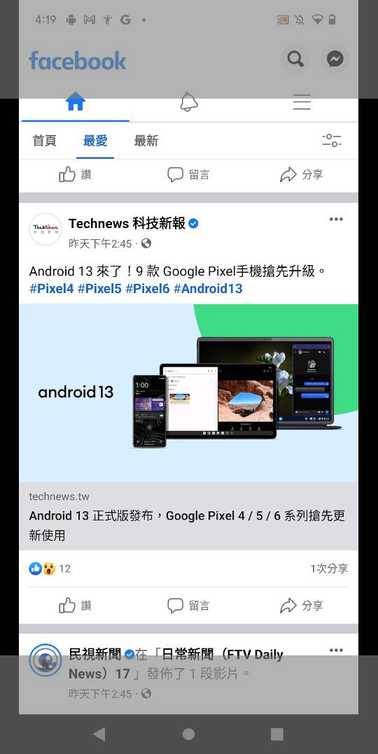 4:19
facebook
首頁 最愛 最新
讚 留言 分享
Technews 科技新報
昨天下午2:45 ·
Android 13 來了！9 款 Google Pixel手機搶先升級。
#Pixel4 #Pixel5 #Pixel6 #Android13
android 13
1:00
technews.tw
Android 13 正式版發布，Google Pixel 4 / 5 / 6 系列搶先更
新使用
12 1次分享
讚 留言 分享
民視新聞 在「日常新聞（FTV Daily
News）17 」發佈了 1 段影片。
昨天下午2:45 ·